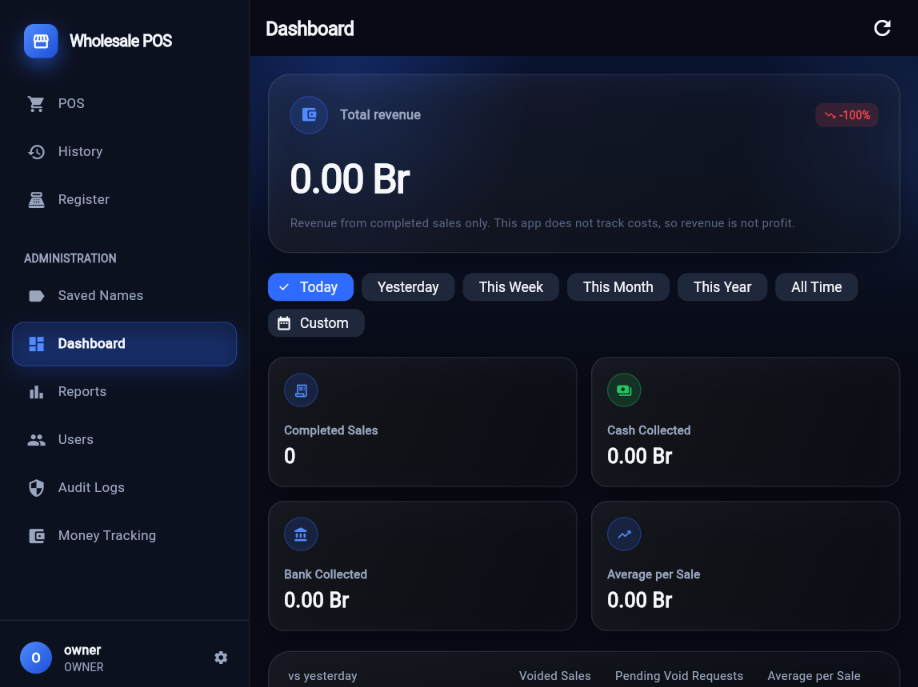 Wholesale POS
POS
History
Register
ADMINISTRATION
Saved Names
Dashboard
Reports
Users
Audit Logs
Money Tracking
O
owner
OWNER
Dashboard
Total revenue
-100%
0.00 Br
Revenue from completed sales only. This app does not track costs, so revenue is not profit.
Today Yesterday This Week This Month This Year All Time
Custom
Completed Sales
0
Cash Collected
0.00 Br
Bank Collected
0.00 Br
Average per Sale
0.00 Br
vs yesterday Voided Sales Pending Void Requests Average per Sale